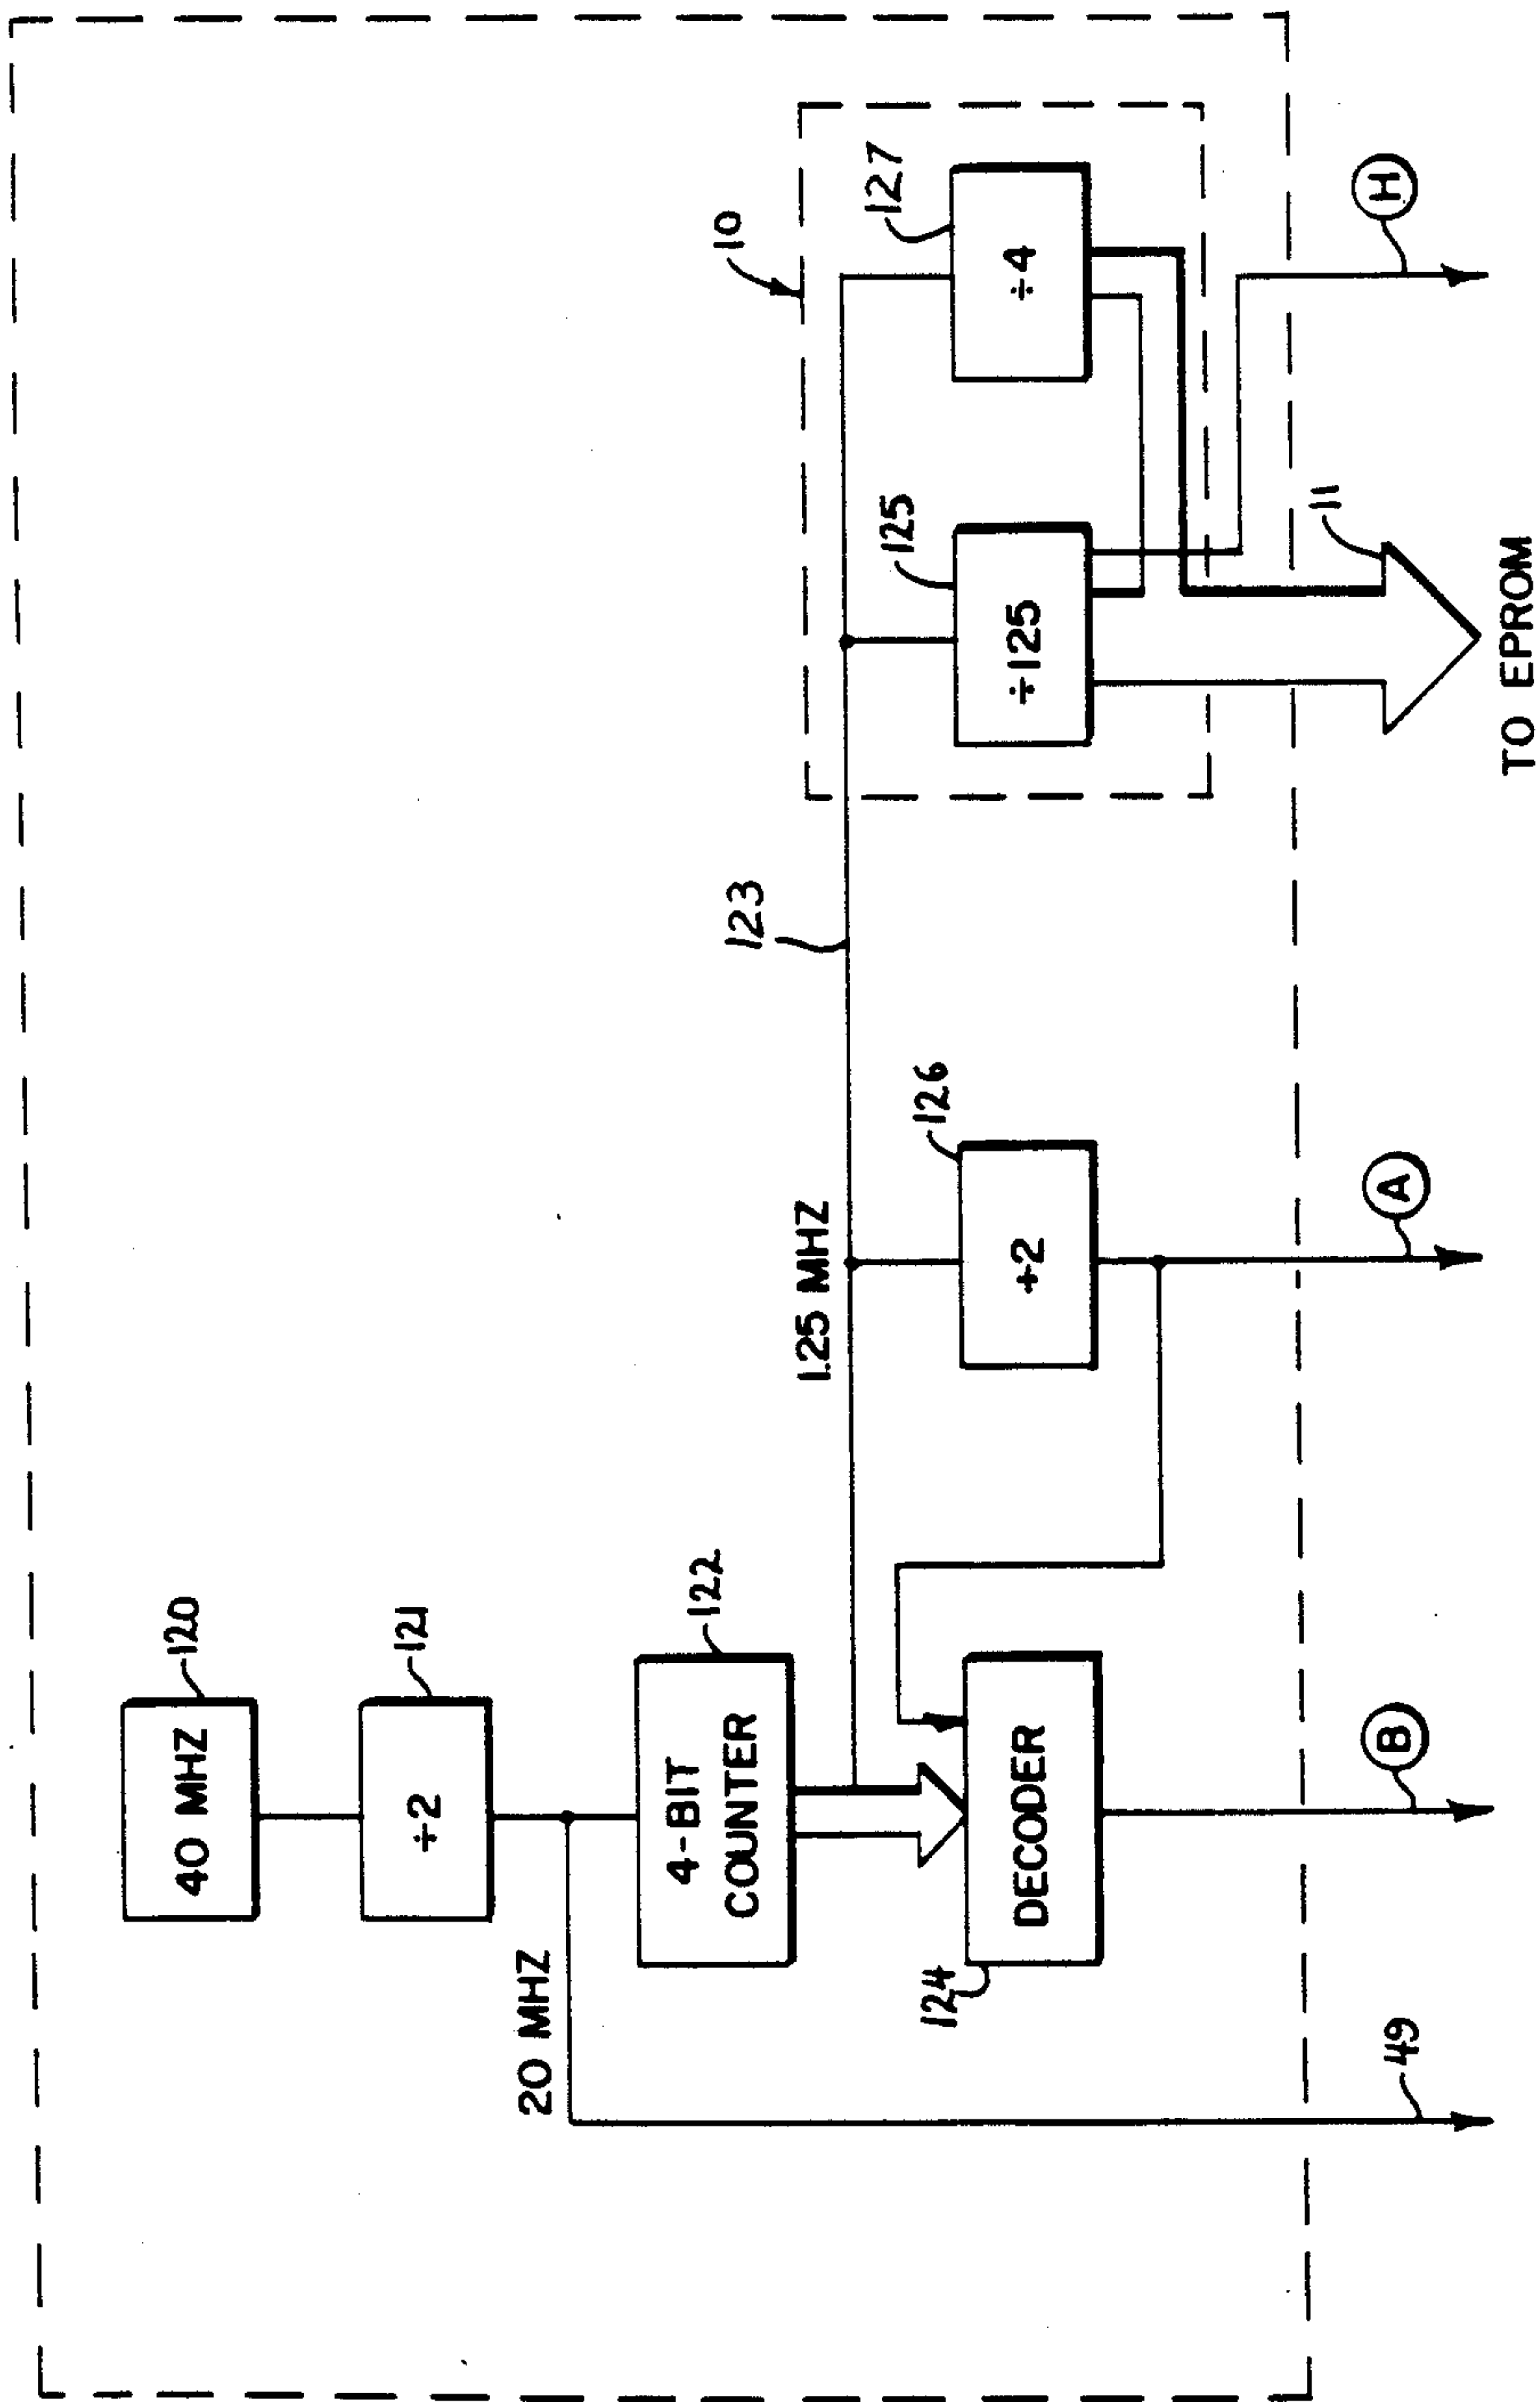 40 MHZ
120
÷2
121
20 MHZ
4-BIT
COUNTER
122
DECODER
124
49
B
1.25 MHZ
123
+2
126
A
10
÷125
125
÷4
127
H
11
TO EPROM